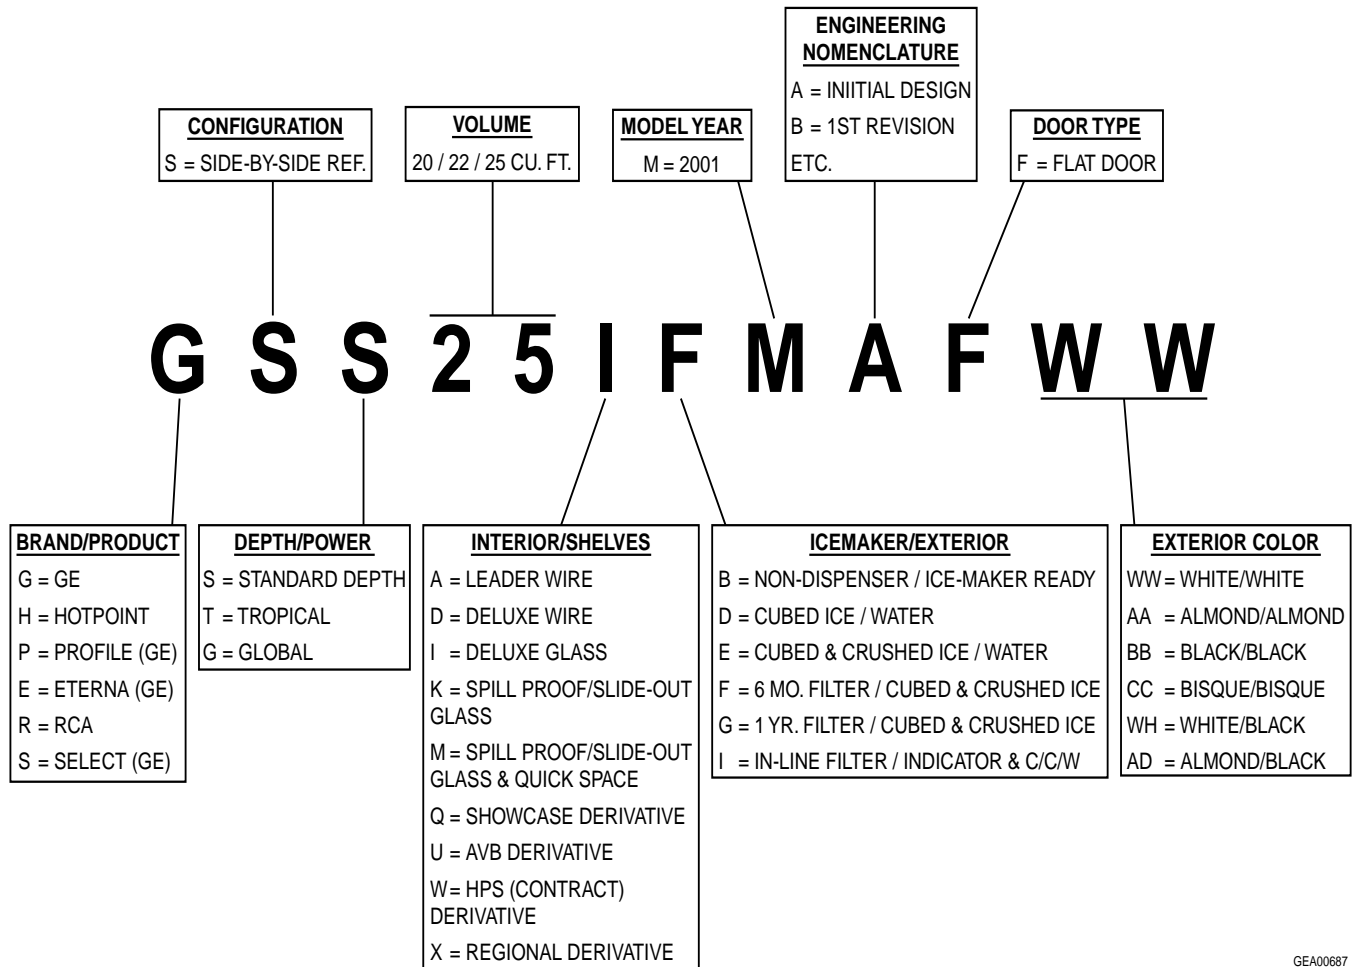 ENGINEERING
NOMENCLATURE
A = INIITIAL DESIGN
B = 1ST REVISION
ETC.
CONFIGURATION
S = SIDE-BY-SIDE REF.
VOLUME
20 / 22 / 25 CU. FT.
MODEL YEAR
M = 2001
DOOR TYPE
F = FLAT DOOR
G S S 2 5 I F M A F W W
BRAND/PRODUCT
G = GE
H = HOTPOINT
P = PROFILE (GE)
E = ETERNA (GE)
R = RCA
S = SELECT (GE)
DEPTH/POWER
S = STANDARD DEPTH
T = TROPICAL
G = GLOBAL
INTERIOR/SHELVES
A = LEADER WIRE
D = DELUXE WIRE
I = DELUXE GLASS
K = SPILL PROOF/SLIDE-OUT
GLASS
M = SPILL PROOF/SLIDE-OUT
GLASS & QUICK SPACE
Q = SHOWCASE DERIVATIVE
U = AVB DERIVATIVE
W = HPS (CONTRACT)
DERIVATIVE
X = REGIONAL DERIVATIVE
ICEMAKER/EXTERIOR
B = NON-DISPENSER / ICE-MAKER READY
D = CUBED ICE / WATER
E = CUBED & CRUSHED ICE / WATER
F = 6 MO. FILTER / CUBED & CRUSHED ICE
G = 1 YR. FILTER / CUBED & CRUSHED ICE
I = IN-LINE FILTER / INDICATOR & C/C/W
EXTERIOR COLOR
WW = WHITE/WHITE
AA = ALMOND/ALMOND
BB = BLACK/BLACK
CC = BISQUE/BISQUE
WH = WHITE/BLACK
AD = ALMOND/BLACK
GEA00687